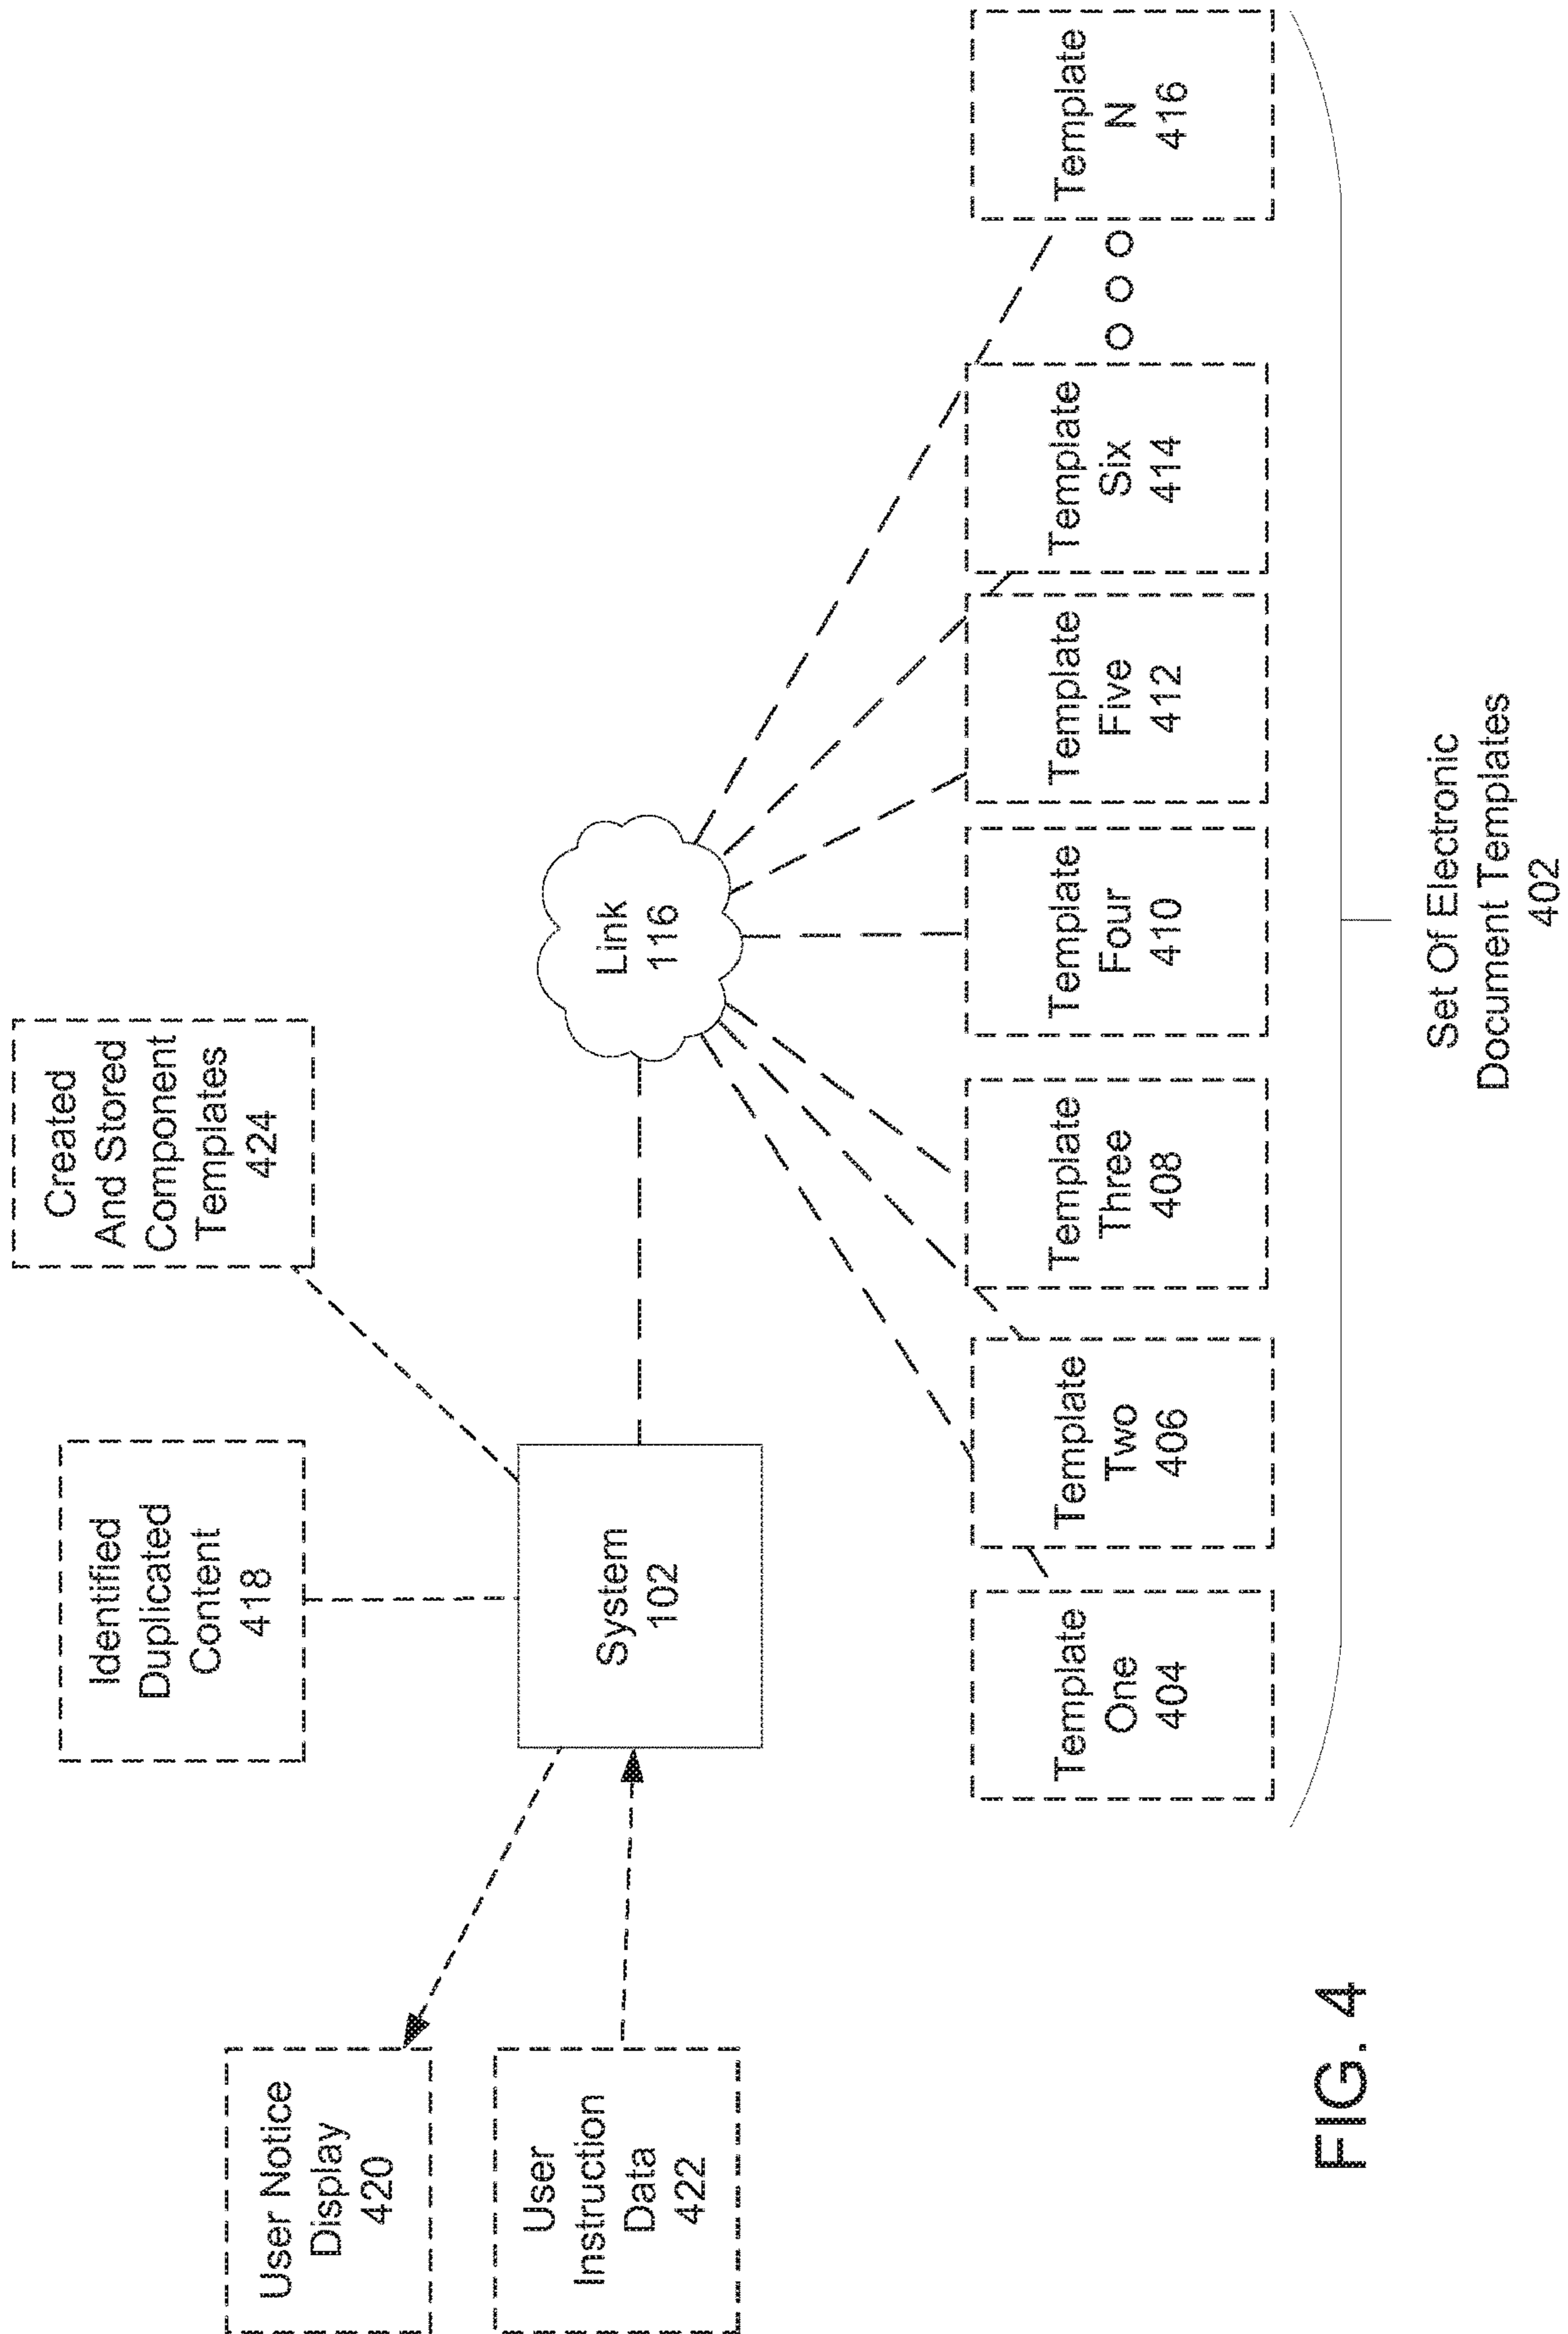 User Notice
Display
420
User
Instruction
Data
422
Identified
Duplicated
Content
418
Created
And Stored
Component
Templates
424
System
102
Link
116
Template
One
404
Template
Two
406
Template
Three
408
Template
Four
410
Template
Five
412
Template
Six
414
Template
N
416
Set Of Electronic
Document Templates
402
FIG. 4